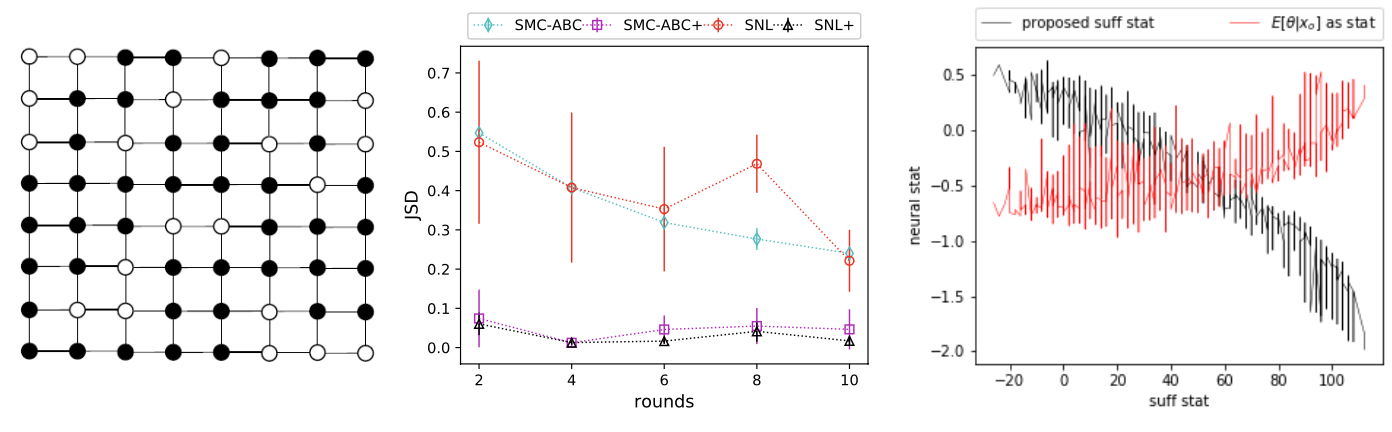 SMC-ABC SMC-ABC+ SNL SNL+
JSD
0.7
0.6
0.5
0.4
0.3
0.2
0.1
0.0
2 4 6 8 10
rounds
proposed suff stat E[θ|xₒ] as stat
neural stat
0.5
0.0
−0.5
−1.0
−1.5
−2.0
−20 0 20 40 60 80 100
suff stat